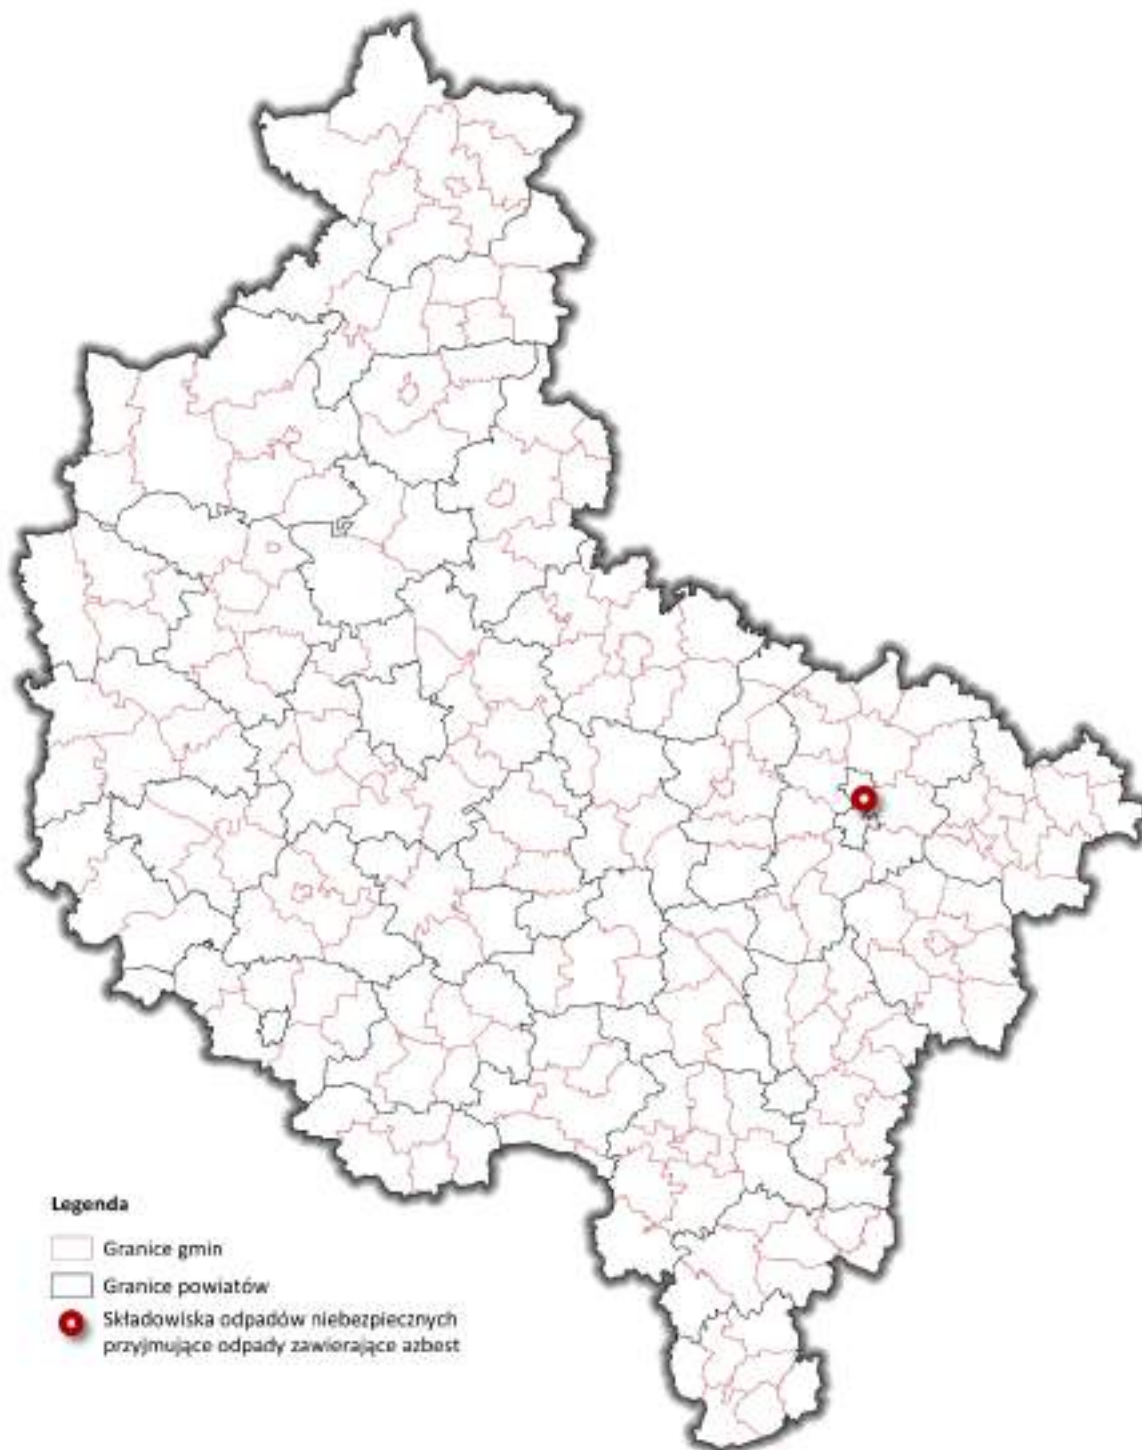 Legenda
Granice gmin
Granice powiatów
Składowiska odpadów niebezpiecznych
przyjmujące odpady zawierające azbest